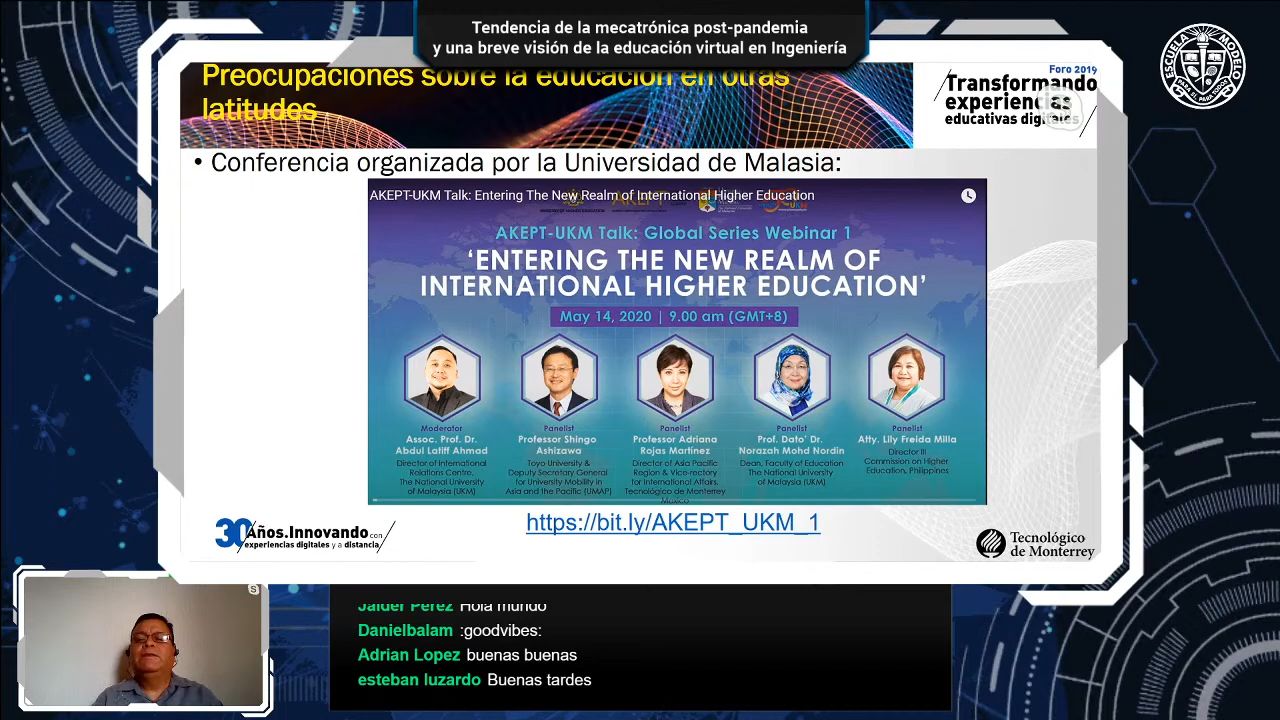 Tendencia de la mecatrónica post-pandemia
y una breve visión de la educación virtual en Ingeniería
ESCUELA MODELO
Preocupaciones sobre la educación en otras
latitudes
Foro 2019
Transformando
experiencias
educativas digitales
• Conferencia organizada por la Universidad de Malasia:
AKEPT-UKM Talk: Entering The New Realm of International Higher Education
AKEPT-UKM Talk: Global Series Webinar 1
‘ENTERING THE NEW REALM OF
INTERNATIONAL HIGHER EDUCATION’
May 14, 2020 | 9.00 am (GMT+8)
Moderator
Assoc. Prof. Dr.
Abdul Latiff Ahmad
Director of International
Relations Centre,
The National University
of Malaysia (UKM)
Panelist
Professor Shingo
Ashizawa
Toyo University &
Deputy Secretary General
for University Mobility in
Asia and the Pacific (UMAP)
Panelist
Professor Adriana
Rojas Martínez
Director of Asia Pacific
Region & Vice-rectory
for International Affairs,
Tecnológico de Monterrey
Mexico
Panelist
Prof. Dato’ Dr.
Norazah Mohd Nordin
Dean, Faculty of Education
The National University
of Malaysia (UKM)
Panelist
Atty. Lily Freida Milla
Director III
Commission on Higher
Education, Philippines
https://bit.ly/AKEPT_UKM_1
30 Años.Innovando con
experiencias digitales y a distancia
Tecnológico
de Monterrey
Jaider Perez Hola mundo
Danielbalam :goodvibes:
Adrian Lopez buenas buenas
esteban luzardo Buenas tardes